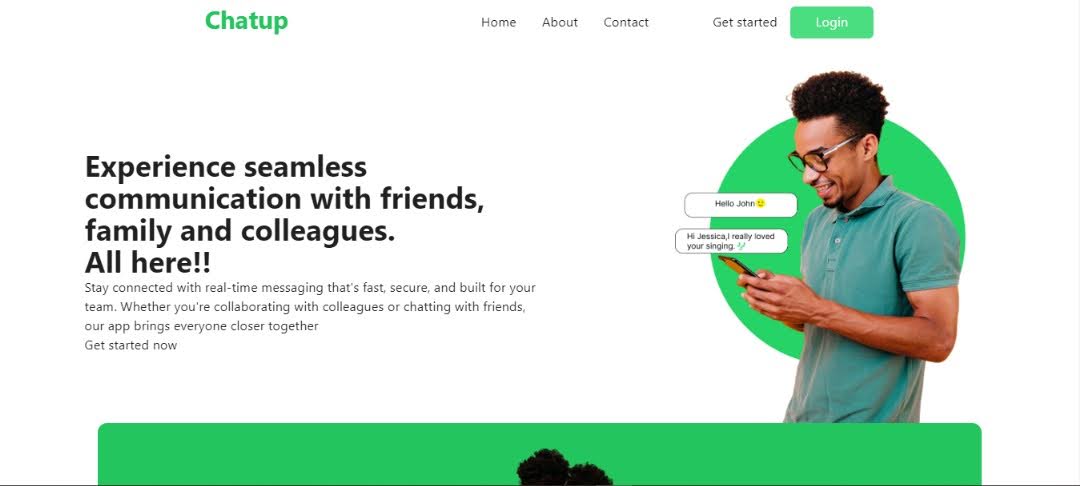 Chatup
Home About Contact Get started Login
Experience seamless
communication with friends,
family and colleagues.
All here!!
Stay connected with real-time messaging that's fast, secure, and built for your
team. Whether you're collaborating with colleagues or chatting with friends,
our app brings everyone closer together
Get started now
Hello John🙂
Hi Jessica,I really loved
your singing. 🎶